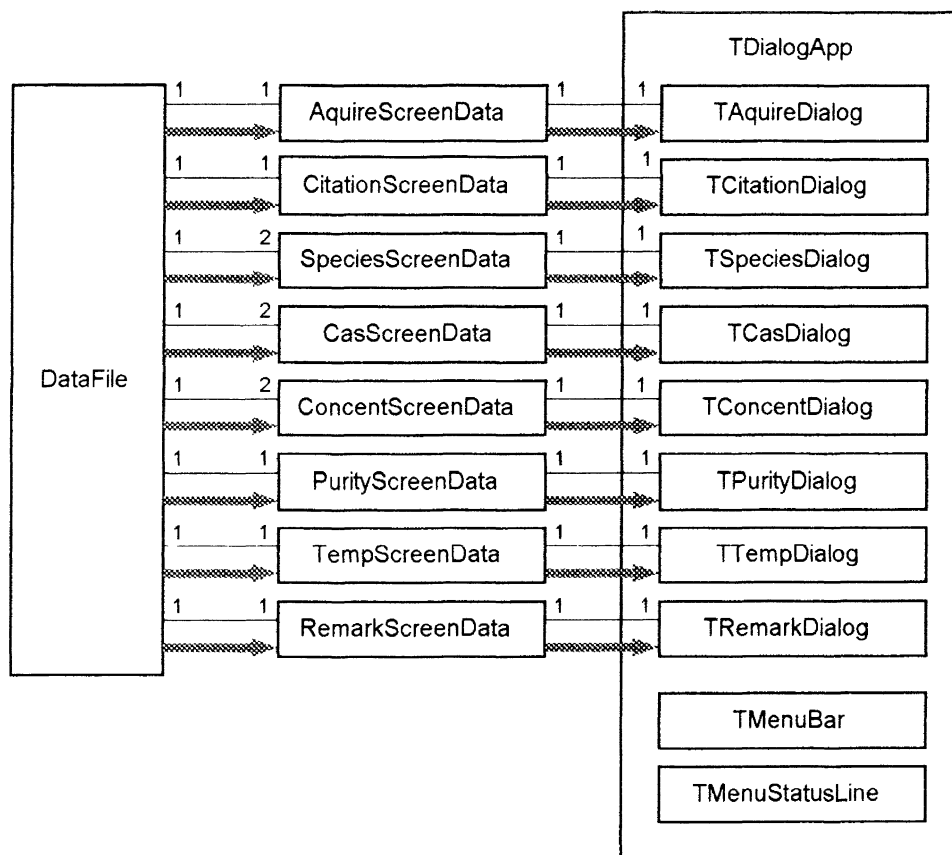 TDialogApp
1 1 1 1
AquireScreenData TAquireDialog
1 1 1 1
CitationScreenData TCitationDialog
1 2 1 1
SpeciesScreenData TSpeciesDialog
1 2 1 1
CasScreenData TCasDialog
DataFile
1 2 1 1
ConcentScreenData TConcentDialog
1 1 1 1
PurityScreenData TPurityDialog
1 1 1 1
TempScreenData TTempDialog
1 1 1 1
RemarkScreenData TRemarkDialog
TMenuBar
TMenuStatusLine